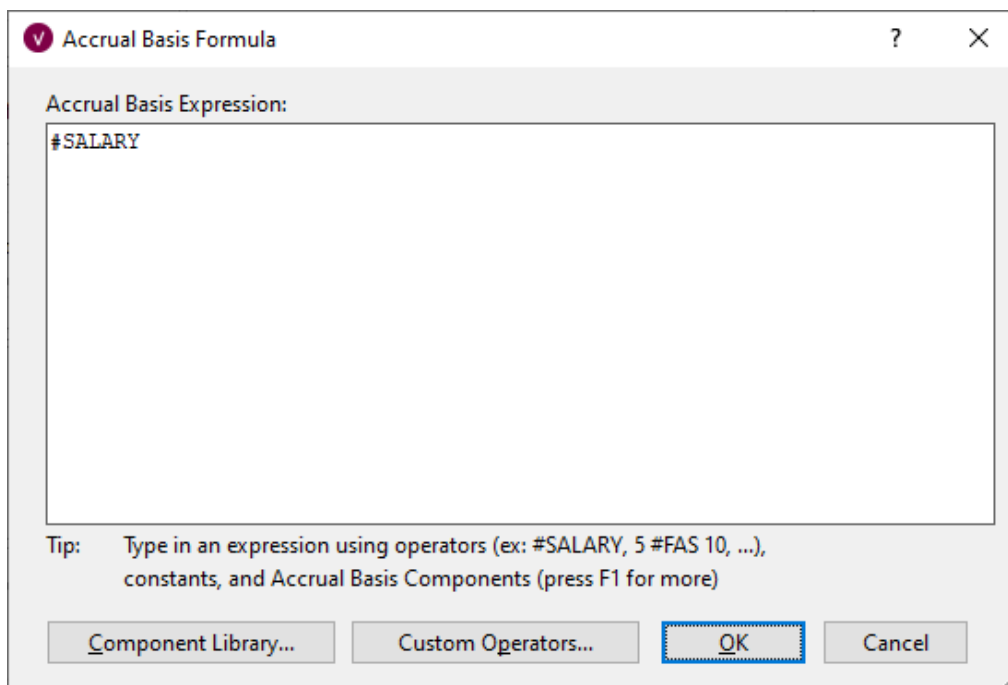 V Accrual Basis Formula ? ×
Accrual Basis Expression:
#SALARY
Tip: Type in an expression using operators (ex: #SALARY, 5 #FAS 10, ...),
constants, and Accrual Basis Components (press F1 for more)
Component Library... Custom Operators... OK Cancel